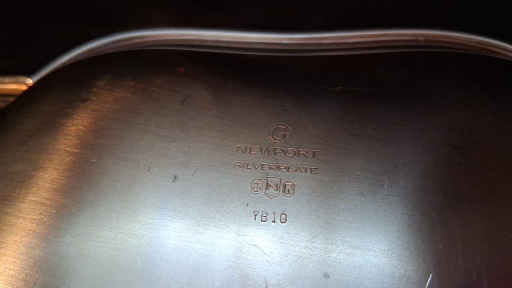 G
NEWPORT
SILVERPLATE
YB10